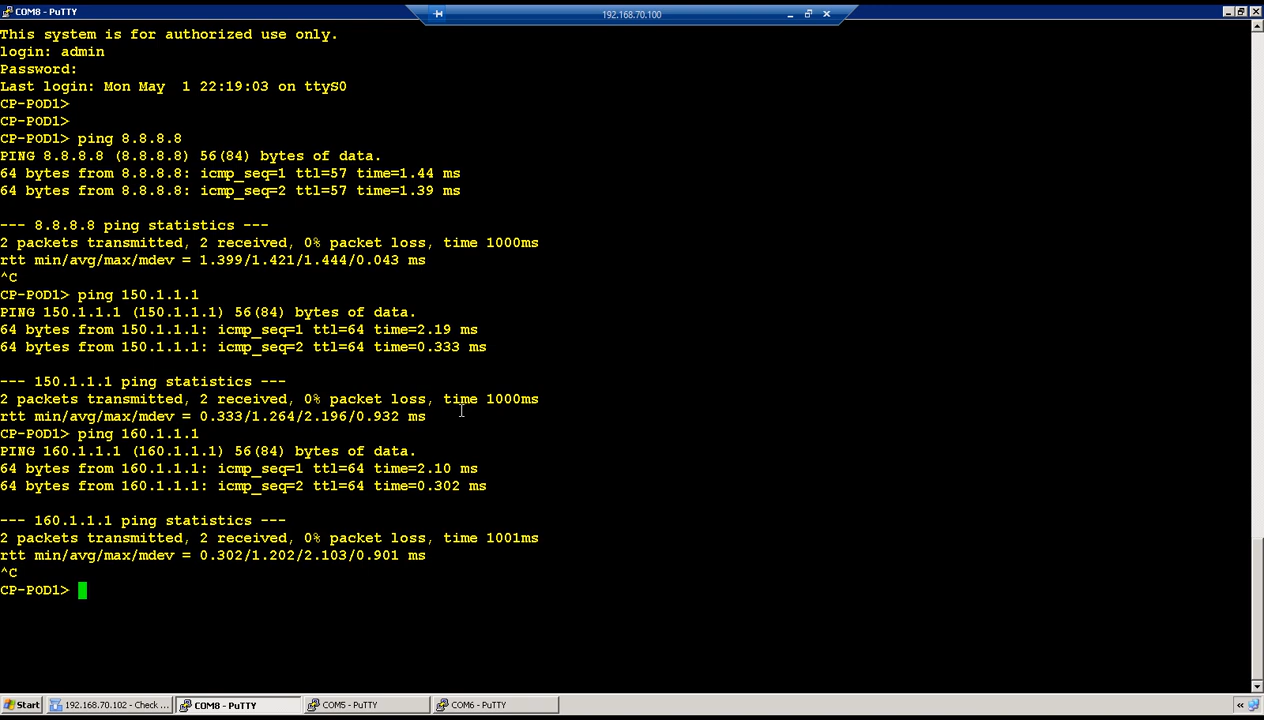 COM8 - PuTTY
192.168.70.100
This system is for authorized use only.
login: admin
Password:
Last login: Mon May  1 22:19:03 on ttyS0
CP-POD1>
CP-POD1>
CP-POD1> ping 8.8.8.8
PING 8.8.8.8 (8.8.8.8) 56(84) bytes of data.
64 bytes from 8.8.8.8: icmp_seq=1 ttl=57 time=1.44 ms
64 bytes from 8.8.8.8: icmp_seq=2 ttl=57 time=1.39 ms
--- 8.8.8.8 ping statistics ---
2 packets transmitted, 2 received, 0% packet loss, time 1000ms
rtt min/avg/max/mdev = 1.399/1.421/1.444/0.043 ms
^C
CP-POD1> ping 150.1.1.1
PING 150.1.1.1 (150.1.1.1) 56(84) bytes of data.
64 bytes from 150.1.1.1: icmp_seq=1 ttl=64 time=2.19 ms
64 bytes from 150.1.1.1: icmp_seq=2 ttl=64 time=0.333 ms
--- 150.1.1.1 ping statistics ---
2 packets transmitted, 2 received, 0% packet loss, time 1000ms
rtt min/avg/max/mdev = 0.333/1.264/2.196/0.932 ms
CP-POD1> ping 160.1.1.1
PING 160.1.1.1 (160.1.1.1) 56(84) bytes of data.
64 bytes from 160.1.1.1: icmp_seq=1 ttl=64 time=2.10 ms
64 bytes from 160.1.1.1: icmp_seq=2 ttl=64 time=0.302 ms
--- 160.1.1.1 ping statistics ---
2 packets transmitted, 2 received, 0% packet loss, time 1001ms
rtt min/avg/max/mdev = 0.302/1.202/2.103/0.901 ms
^C
CP-POD1>
Start
192.168.70.102 - Check ...
COM8 - PuTTY
COM5 - PuTTY
COM6 - PuTTY